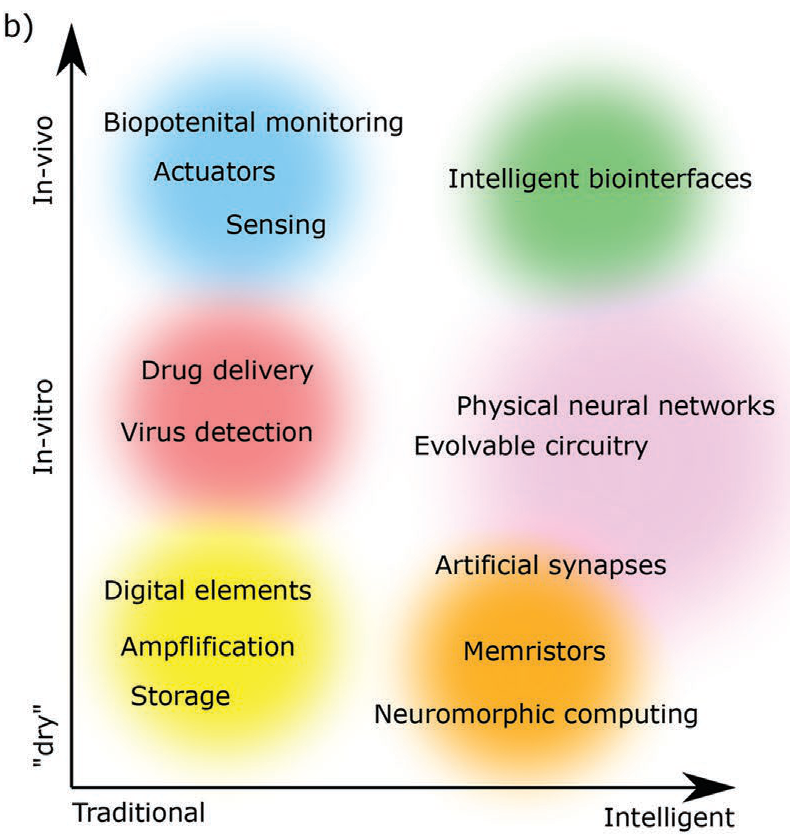 b)
In-vivo
Biopotenital monitoring
Actuators
Sensing
Intelligent biointerfaces
In-vitro
Drug delivery
Virus detection
Physical neural networks
Evolvable circuitry
"dry"
Digital elements
Ampflification
Storage
Artificial synapses
Memristors
Neuromorphic computing
Traditional
Intelligent